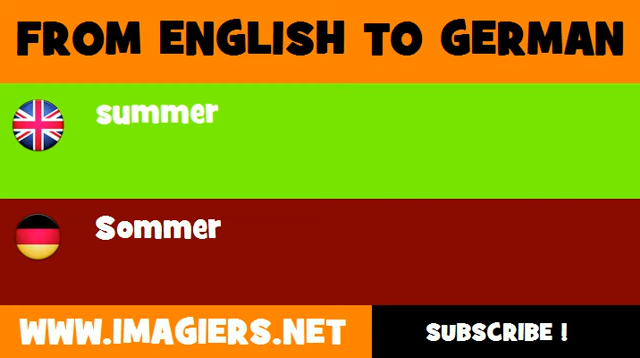 FROM ENGLISH TO GERMAN
summer
Sommer
WWW.IMAGIERS.NET
SUBSCRIBE !